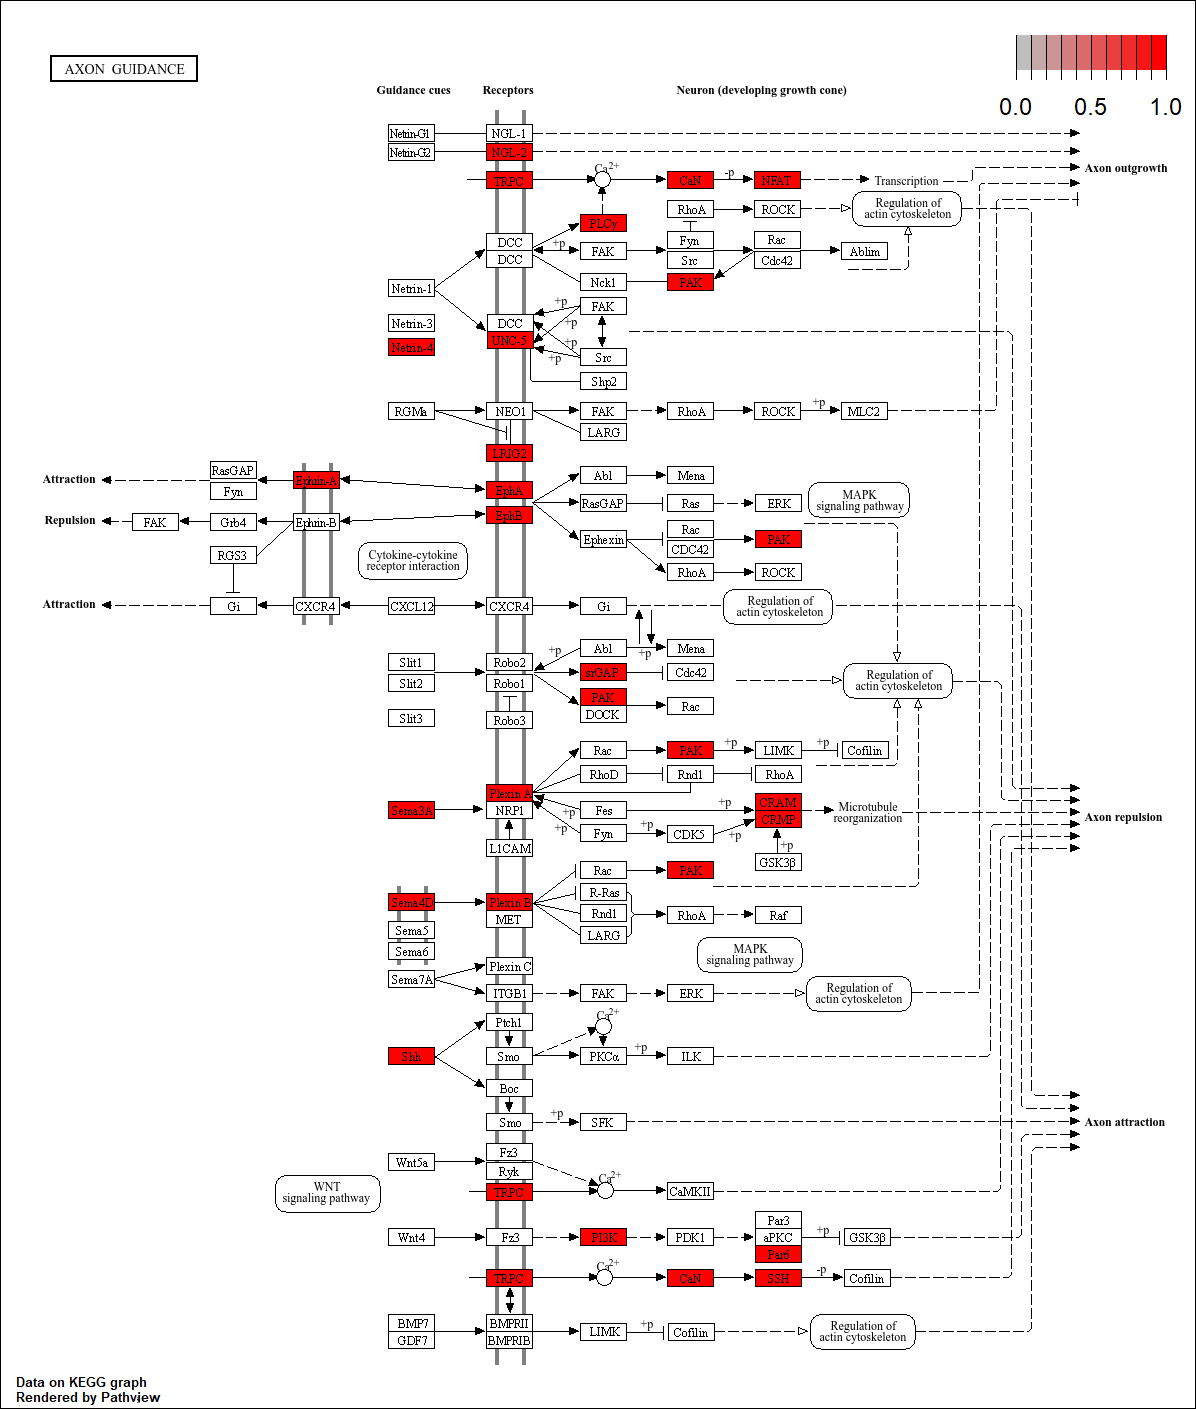 AXON GUIDANCE
0.0 0.5 1.0
Guidance cues Receptors Neuron (developing growth cone)
Netrin-G1 NGL-1
Netrin-G2 NGL-2
Axon outgrowth
TRPC Ca2+ CaN -p NFAT Transcription
RhoA ROCK Regulation of
actin cytoskeleton
PLCγ
DCC +p FAK Fyn Rac Ablim
DCC Src Cdc42
Netrin-1 Nck1 PAK
+p FAK
Netrin-3 DCC +p
Netrin-4 UNC-5 +p
+p Src
Shp2
RGMa NEO1 FAK RhoA ROCK +p MLC2
LARG
LRIG2
Attraction RasGAP Ephrin-A EphA Abl Mena
Fyn
RasGAP Ras ERK MAPK
signaling pathway
Repulsion FAK Grb4 Ephrin-B EphB
Rac
Ephexin CDC42 PAK
RGS3 Cytokine-cytokine
receptor interaction
RhoA ROCK
Attraction Gi CXCR4 CXCL12 CXCR4 Gi Regulation of
actin cytoskeleton
+p Abl +p Mena
Slit1 Robo2 srGAP Cdc42
Slit2 Robo1 PAK Regulation of
actin cytoskeleton
Slit3 Robo3 DOCK Rac
Rac PAK +p LIMK +p Cofilin
RhoD Rnd1 RhoA
Plexin A
Sema3A NRP1 Fes +p CRAM Microtubule
reorganization
+p CRMP
Axon repulsion
+p Fyn +p CDK5 +p
L1CAM +p
GSK3β
Rac PAK
Sema4D Plexin B R-Ras
MET Rnd1 RhoA Raf
Sema5 LARG
Sema6 MAPK
signaling pathway
Sema7A Plexin C
ITGB1 FAK ERK Regulation of
actin cytoskeleton
Ptch1 Ca2+
Shh Smo PKCα +p ILK
Boc
Smo +p SFK
Axon attraction
Wnt5a Fz3
Ryk Ca2+
WNT
signaling pathway
TRPC CaMKII
Par3
Wnt4 Fz3 PI3K PDK1 aPKC +p GSK3β
Par6
TRPC Ca2+ CaN SSH -p Cofilin
BMP7 BMPRII LIMK +p Cofilin Regulation of
actin cytoskeleton
GDF7 BMPRIB
Data on KEGG graph
Rendered by Pathview